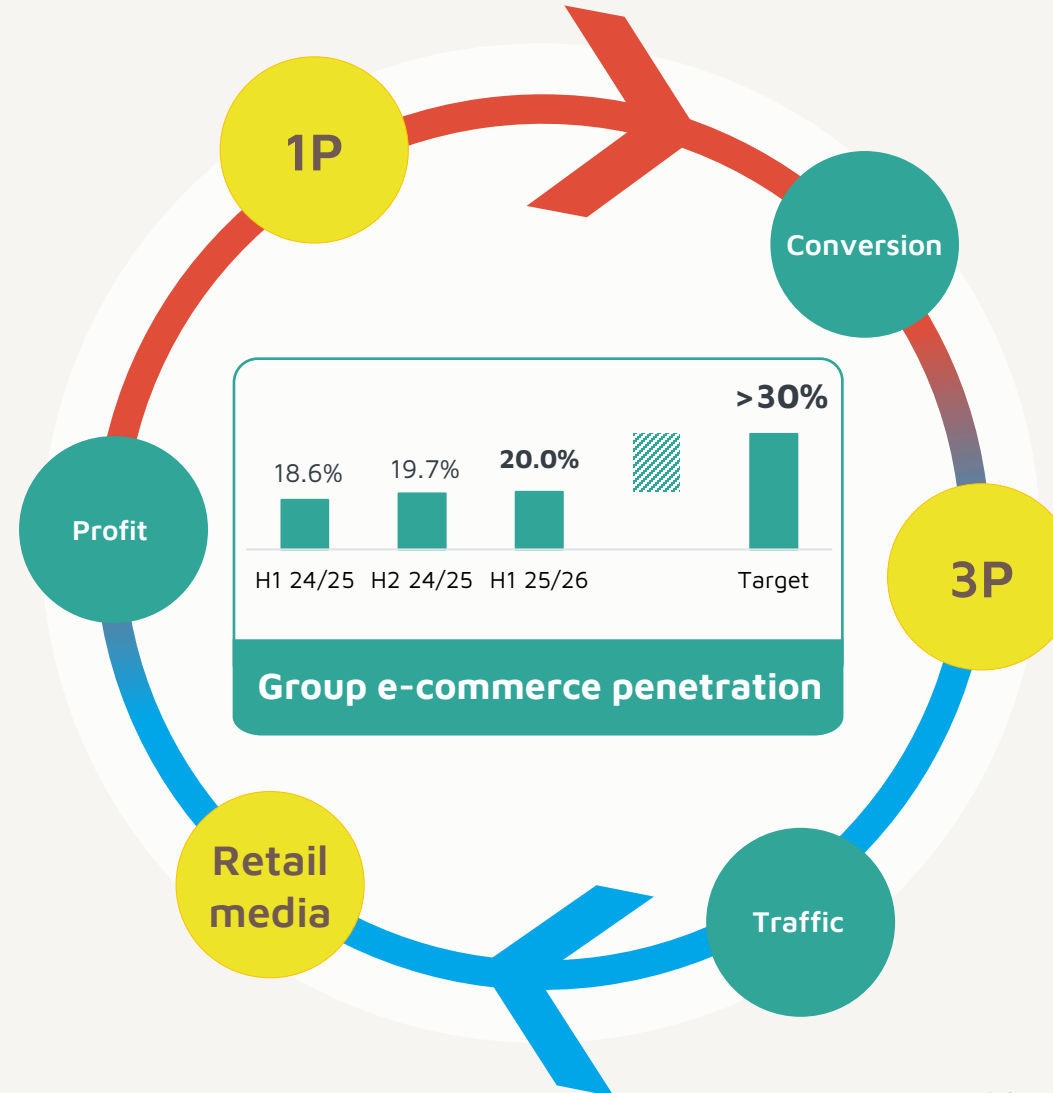 1P
Conversion
>30%
18.6%
19.7%
20.0%
H1 24/25
H2 24/25
H1 25/26
Target
Group e-commerce penetration
Profit
3P
Retail
media
Traffic